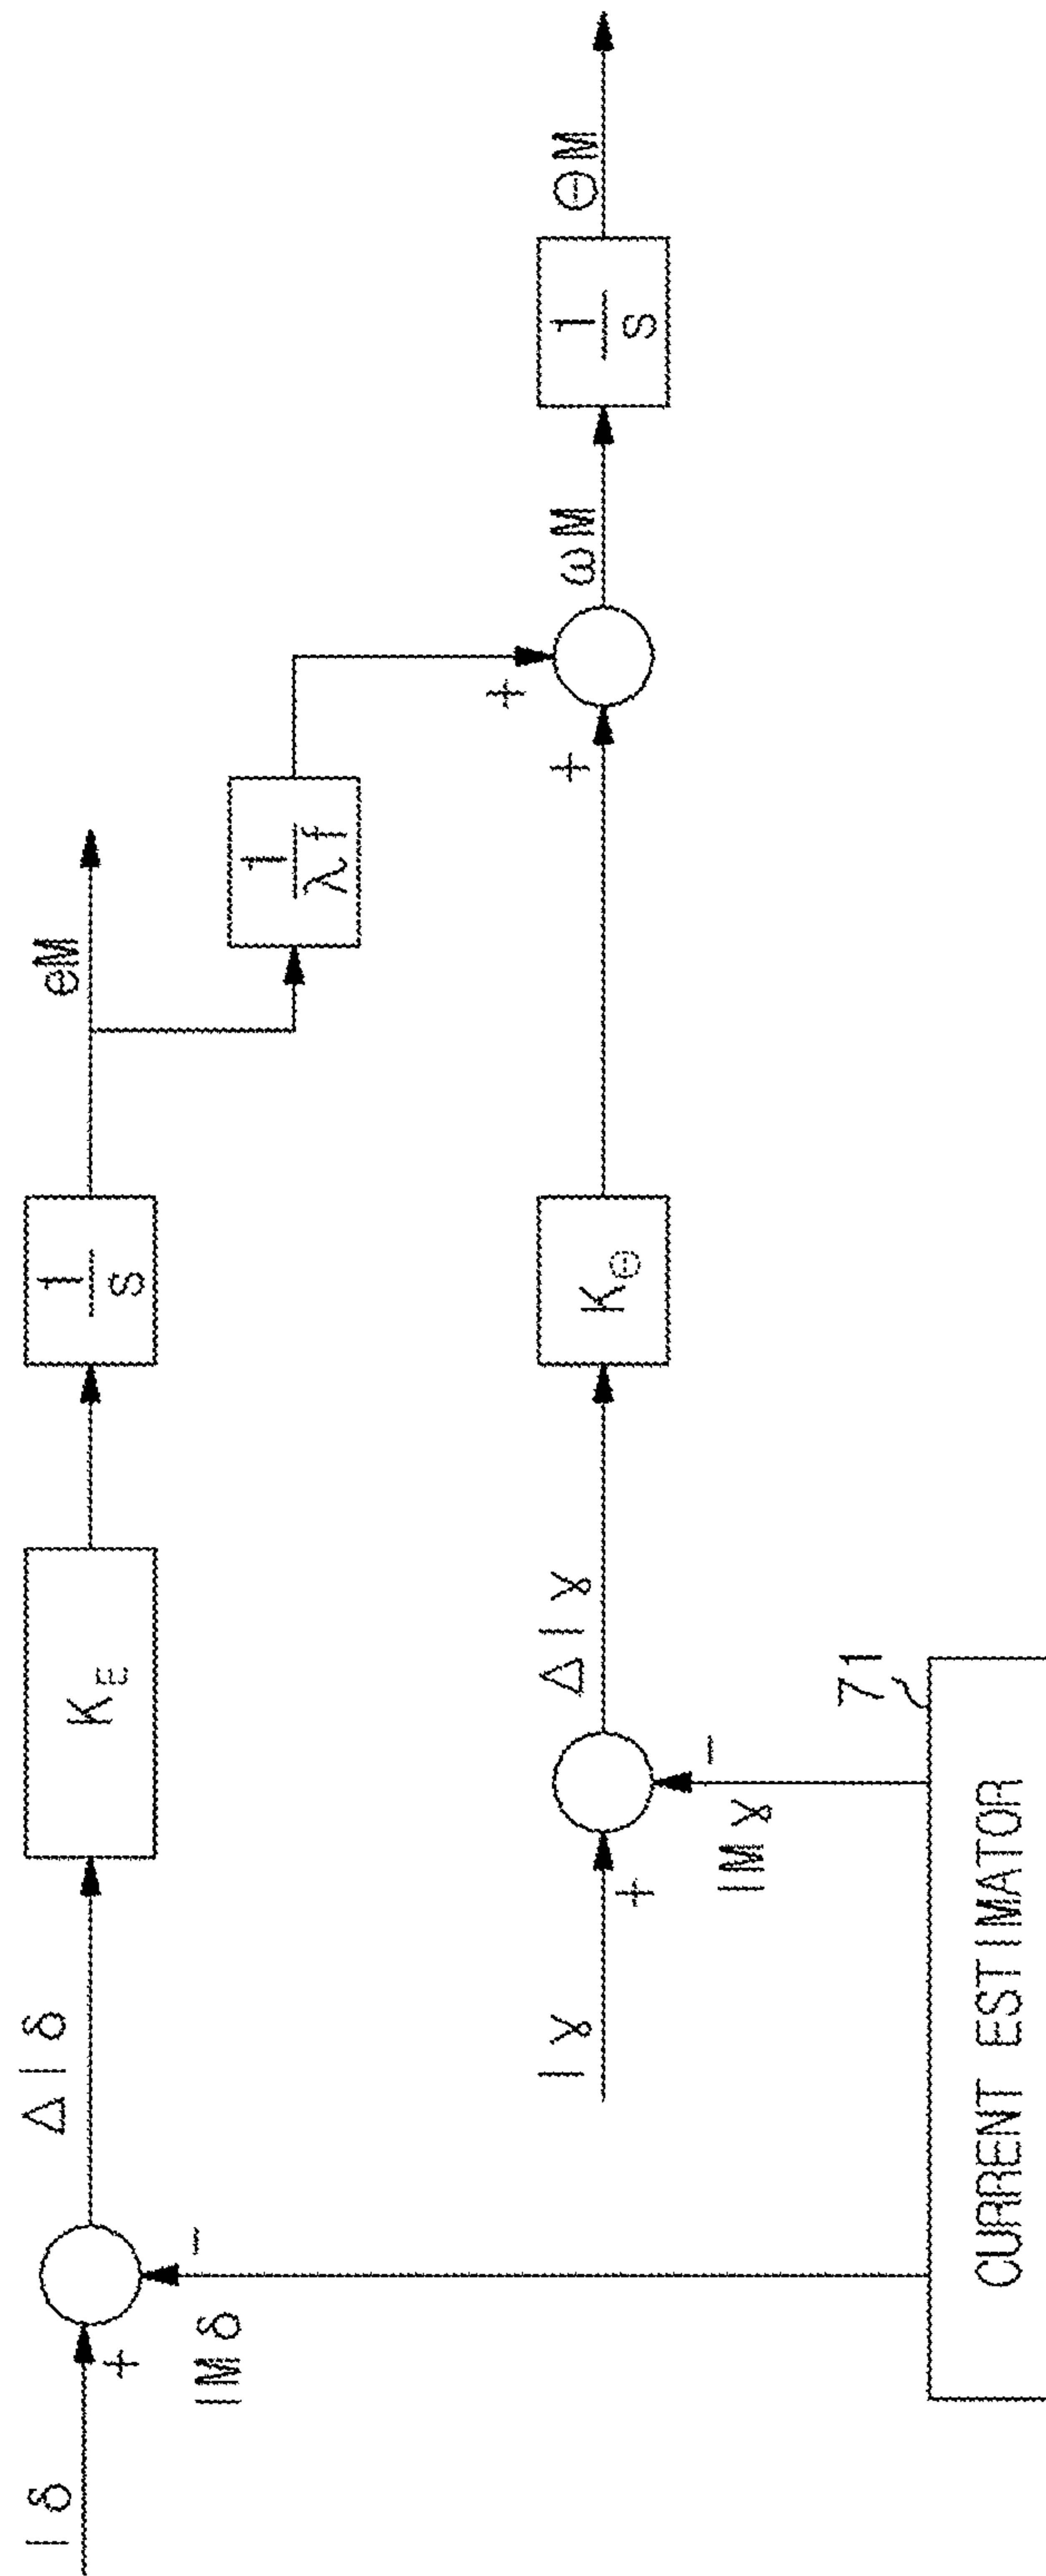 Iδ
+
IMδ
-
ΔIδ
K_E
1
s
eM
1
λf
+
Iγ
+
IMγ
-
ΔIγ
K_Θ
+
ωM
1
s
ΘM
71
CURRENT ESTIMATOR